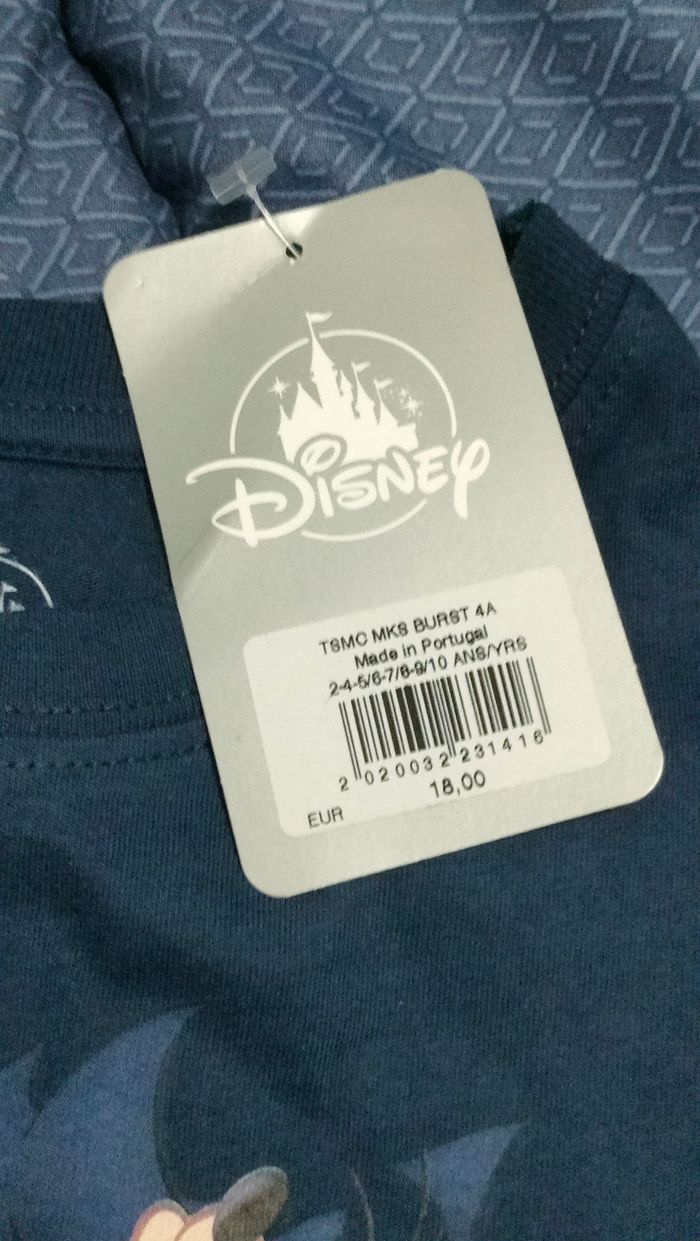 Disney
TSMC MKS BURST 4A
Made in Portugal
2-4-5/6-7/8-9/10 ANS/YRS
2 020032 231416
18,00
EUR